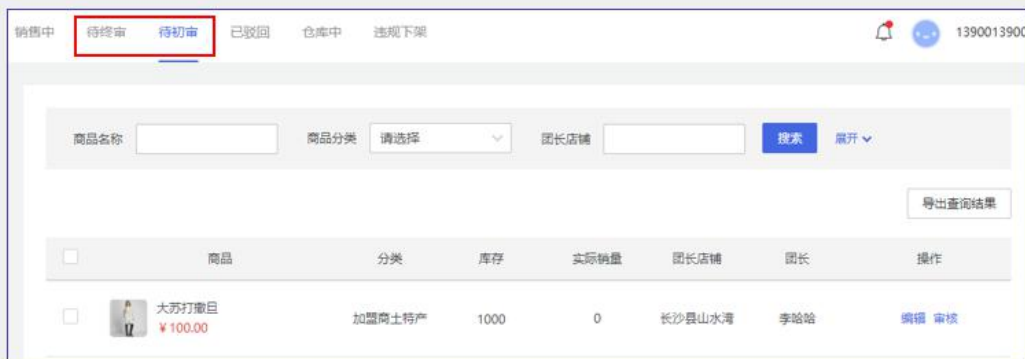 销售中 待终审 待初审 已驳回 仓库中 违规下架 1390013900
商品名称 商品分类 请选择 团长店铺 搜索 展开
导出查询结果
商品 分类 库存 实际销量 团长店铺 团长 操作
大苏打撒旦
¥100.00
加盟商土特产 1000 0 长沙县山水湾 李哈哈 编辑 审核